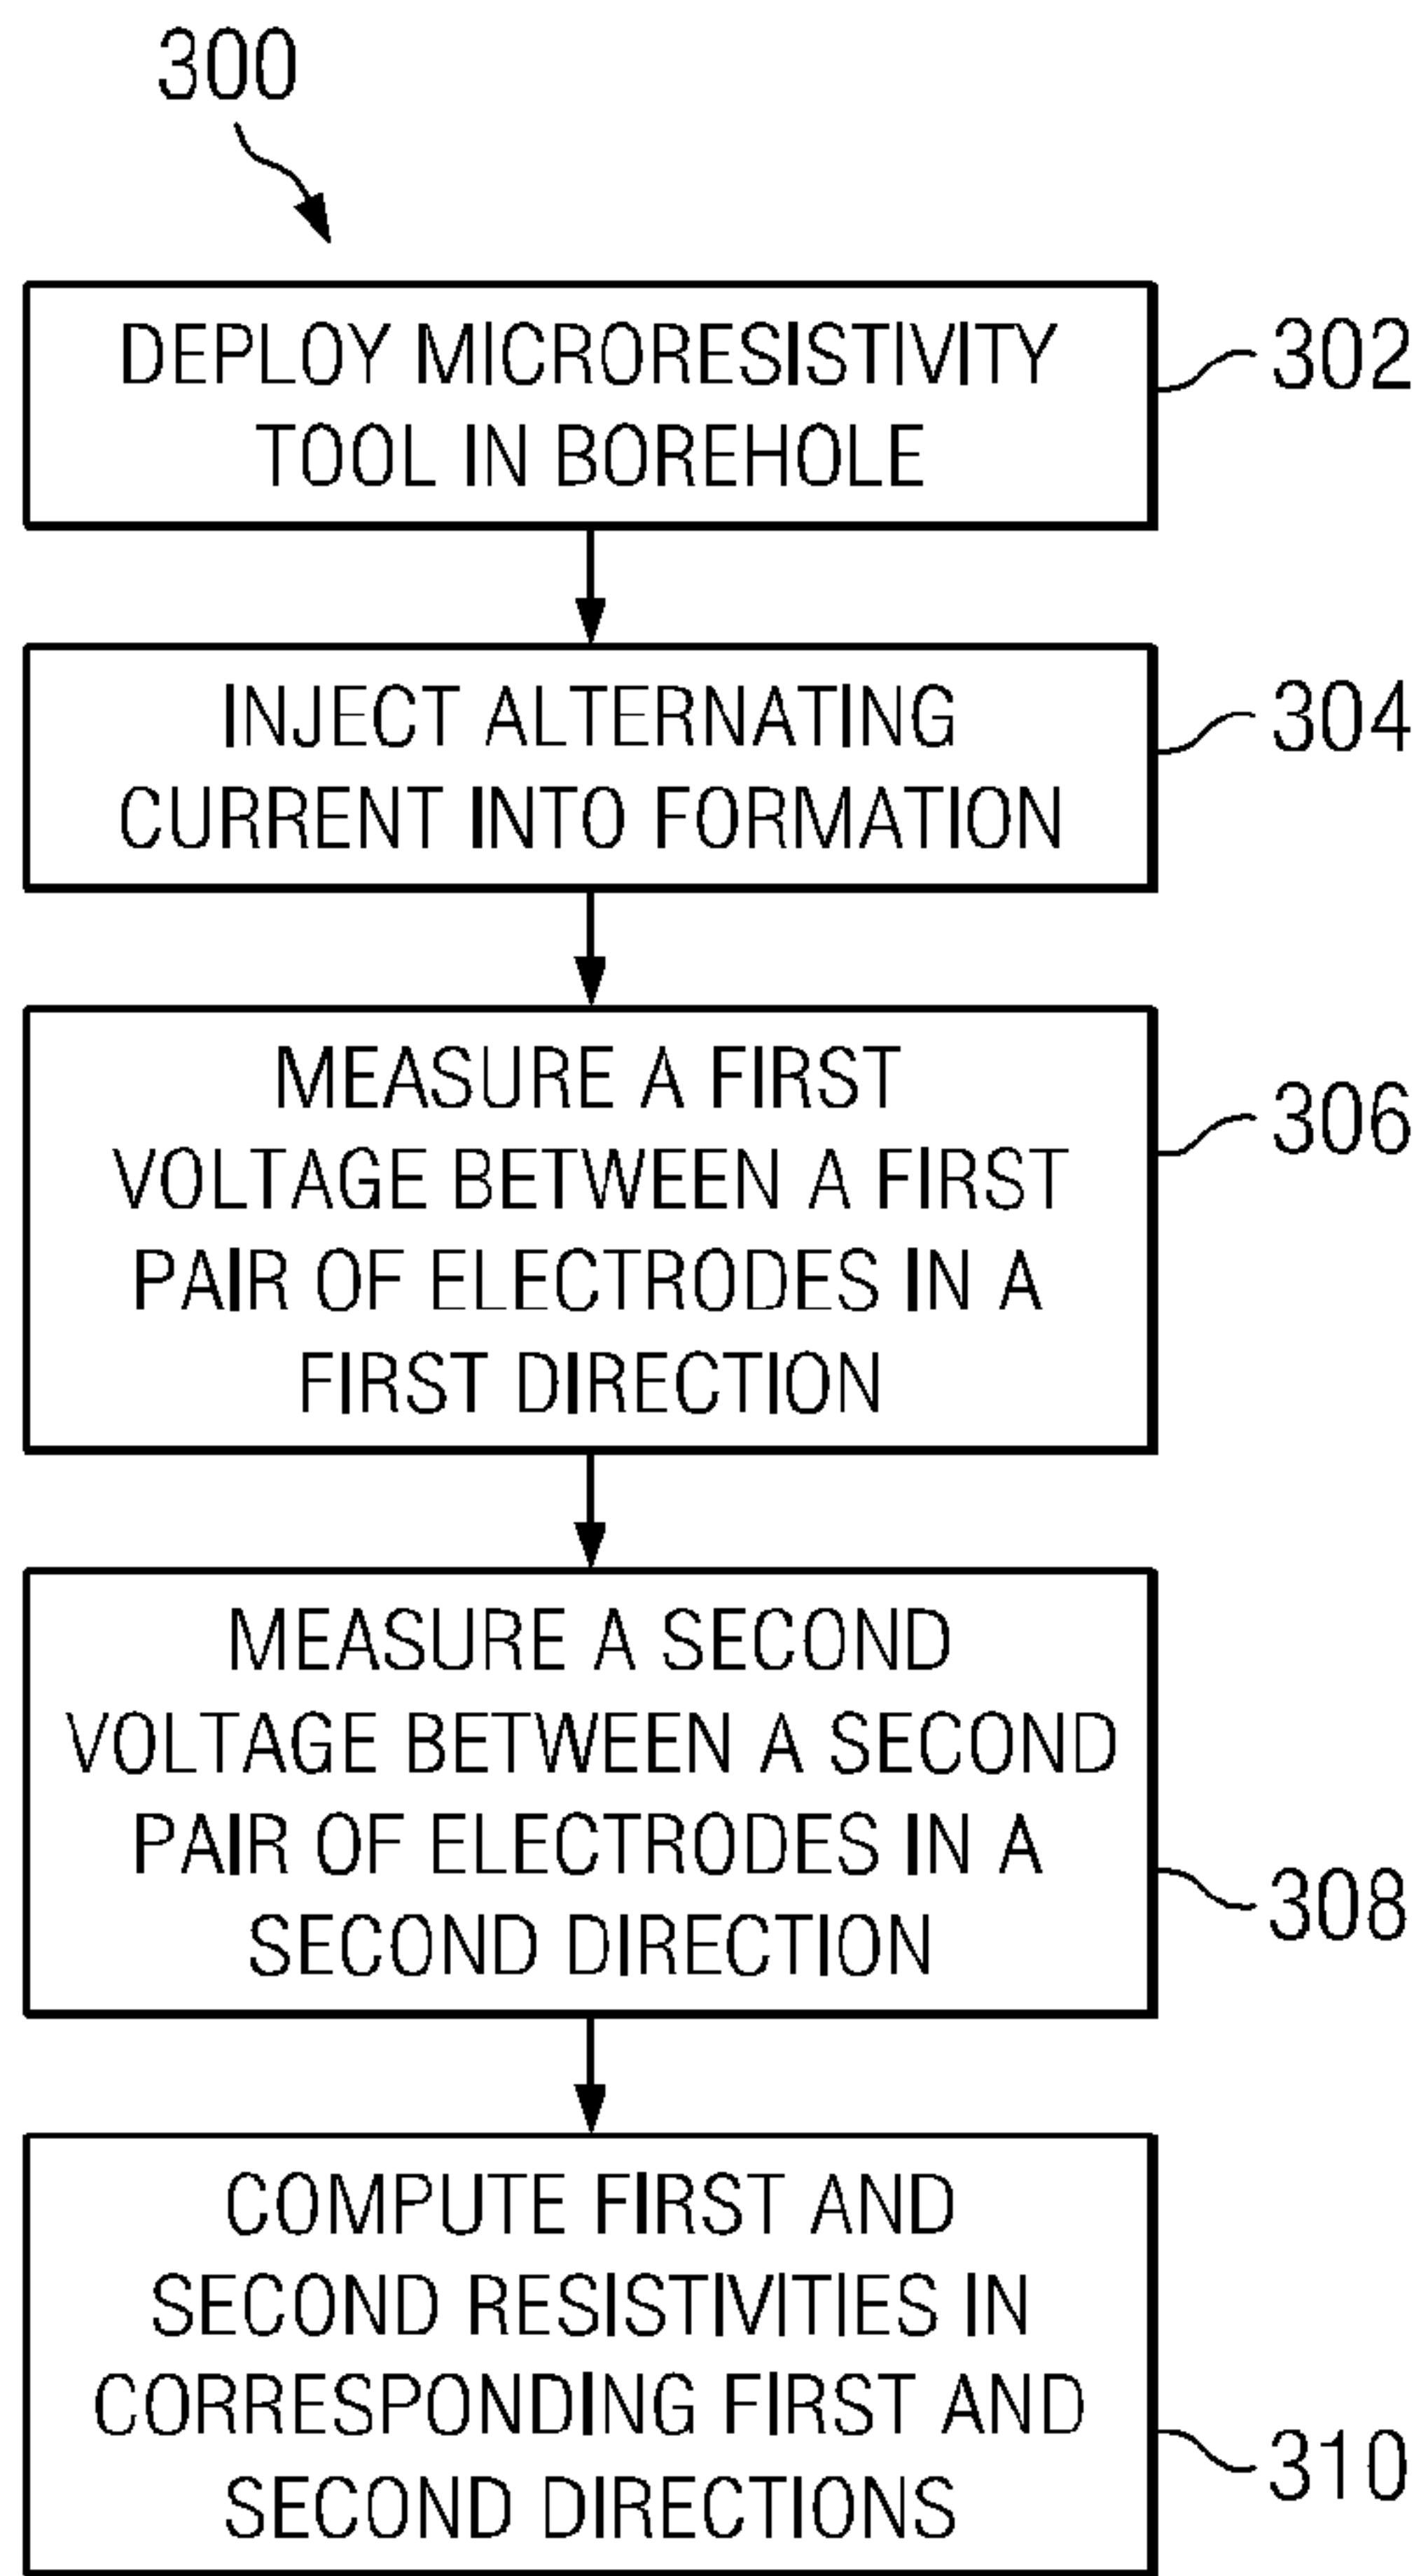 300
DEPLOY MICRORESISTIVITY
TOOL IN BOREHOLE
302
INJECT ALTERNATING
CURRENT INTO FORMATION
304
MEASURE A FIRST
VOLTAGE BETWEEN A FIRST
PAIR OF ELECTRODES IN A
FIRST DIRECTION
306
MEASURE A SECOND
VOLTAGE BETWEEN A SECOND
PAIR OF ELECTRODES IN A
SECOND DIRECTION
308
COMPUTE FIRST AND
SECOND RESISTIVITIES IN
CORRESPONDING FIRST AND
SECOND DIRECTIONS
310